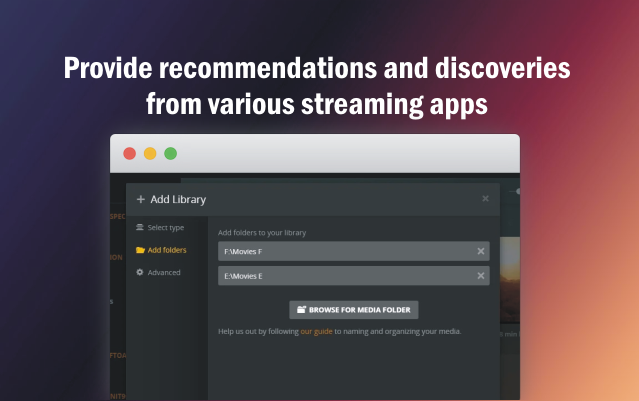 Provide recommendations and discoveries
from various streaming apps
Add Library
Select type
Add folders
Advanced
Add folders to your library
F:\Movies F
E:\Movies E
BROWSE FOR MEDIA FOLDER
Help us out by following our guide to naming and organizing your media.